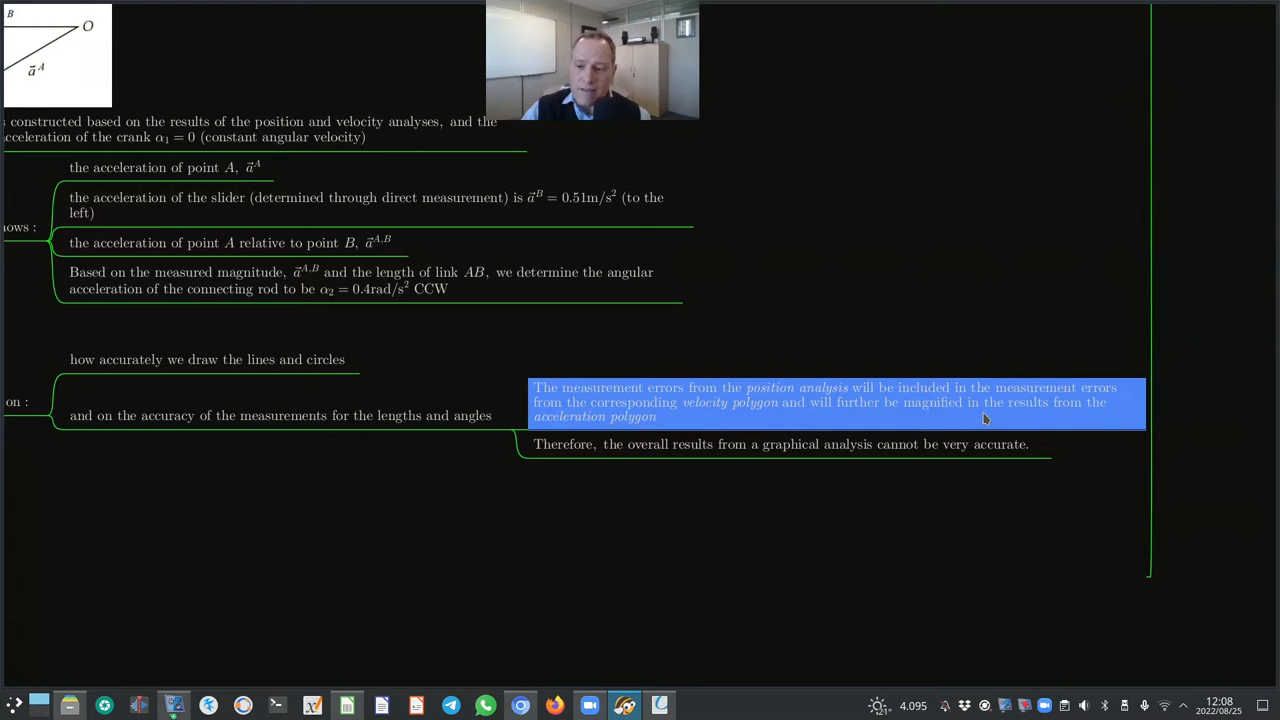 B
O
a⃗ᴬ
s constructed based on the results of the position and velocity analyses, and the
cceleration of the crank α₁ = 0 (constant angular velocity)
the acceleration of point A, a⃗ᴬ
the acceleration of the slider (determined through direct measurement) is a⃗ᴮ = 0.51m/s² (to the
left)
nows :
the acceleration of point A relative to point B, a⃗ᴬ,ᴮ
Based on the measured magnitude, a⃗ᴬ,ᴮ and the length of link AB, we determine the angular
acceleration of the connecting rod to be α₂ = 0.4rad/s² CCW
how accurately we draw the lines and circles
on :
and on the accuracy of the measurements for the lengths and angles
The measurement errors from the position analysis will be included in the measurement errors
from the corresponding velocity polygon and will further be magnified in the results from the
acceleration polygon
Therefore, the overall results from a graphical analysis cannot be very accurate.
4.095
12:08
2022/08/25